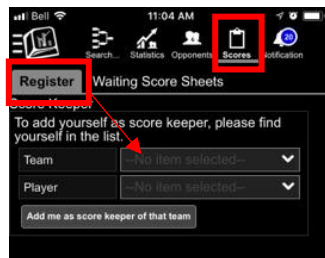 Bell 11:04 AM
Search... Statistics Opponents Scores Notification
20
Register Waiting Score Sheets
Score Keeper
To add yourself as score keeper, please find
yourself in the list.
Team --No item selected--
Player --No item selected--
Add me as score keeper of that team